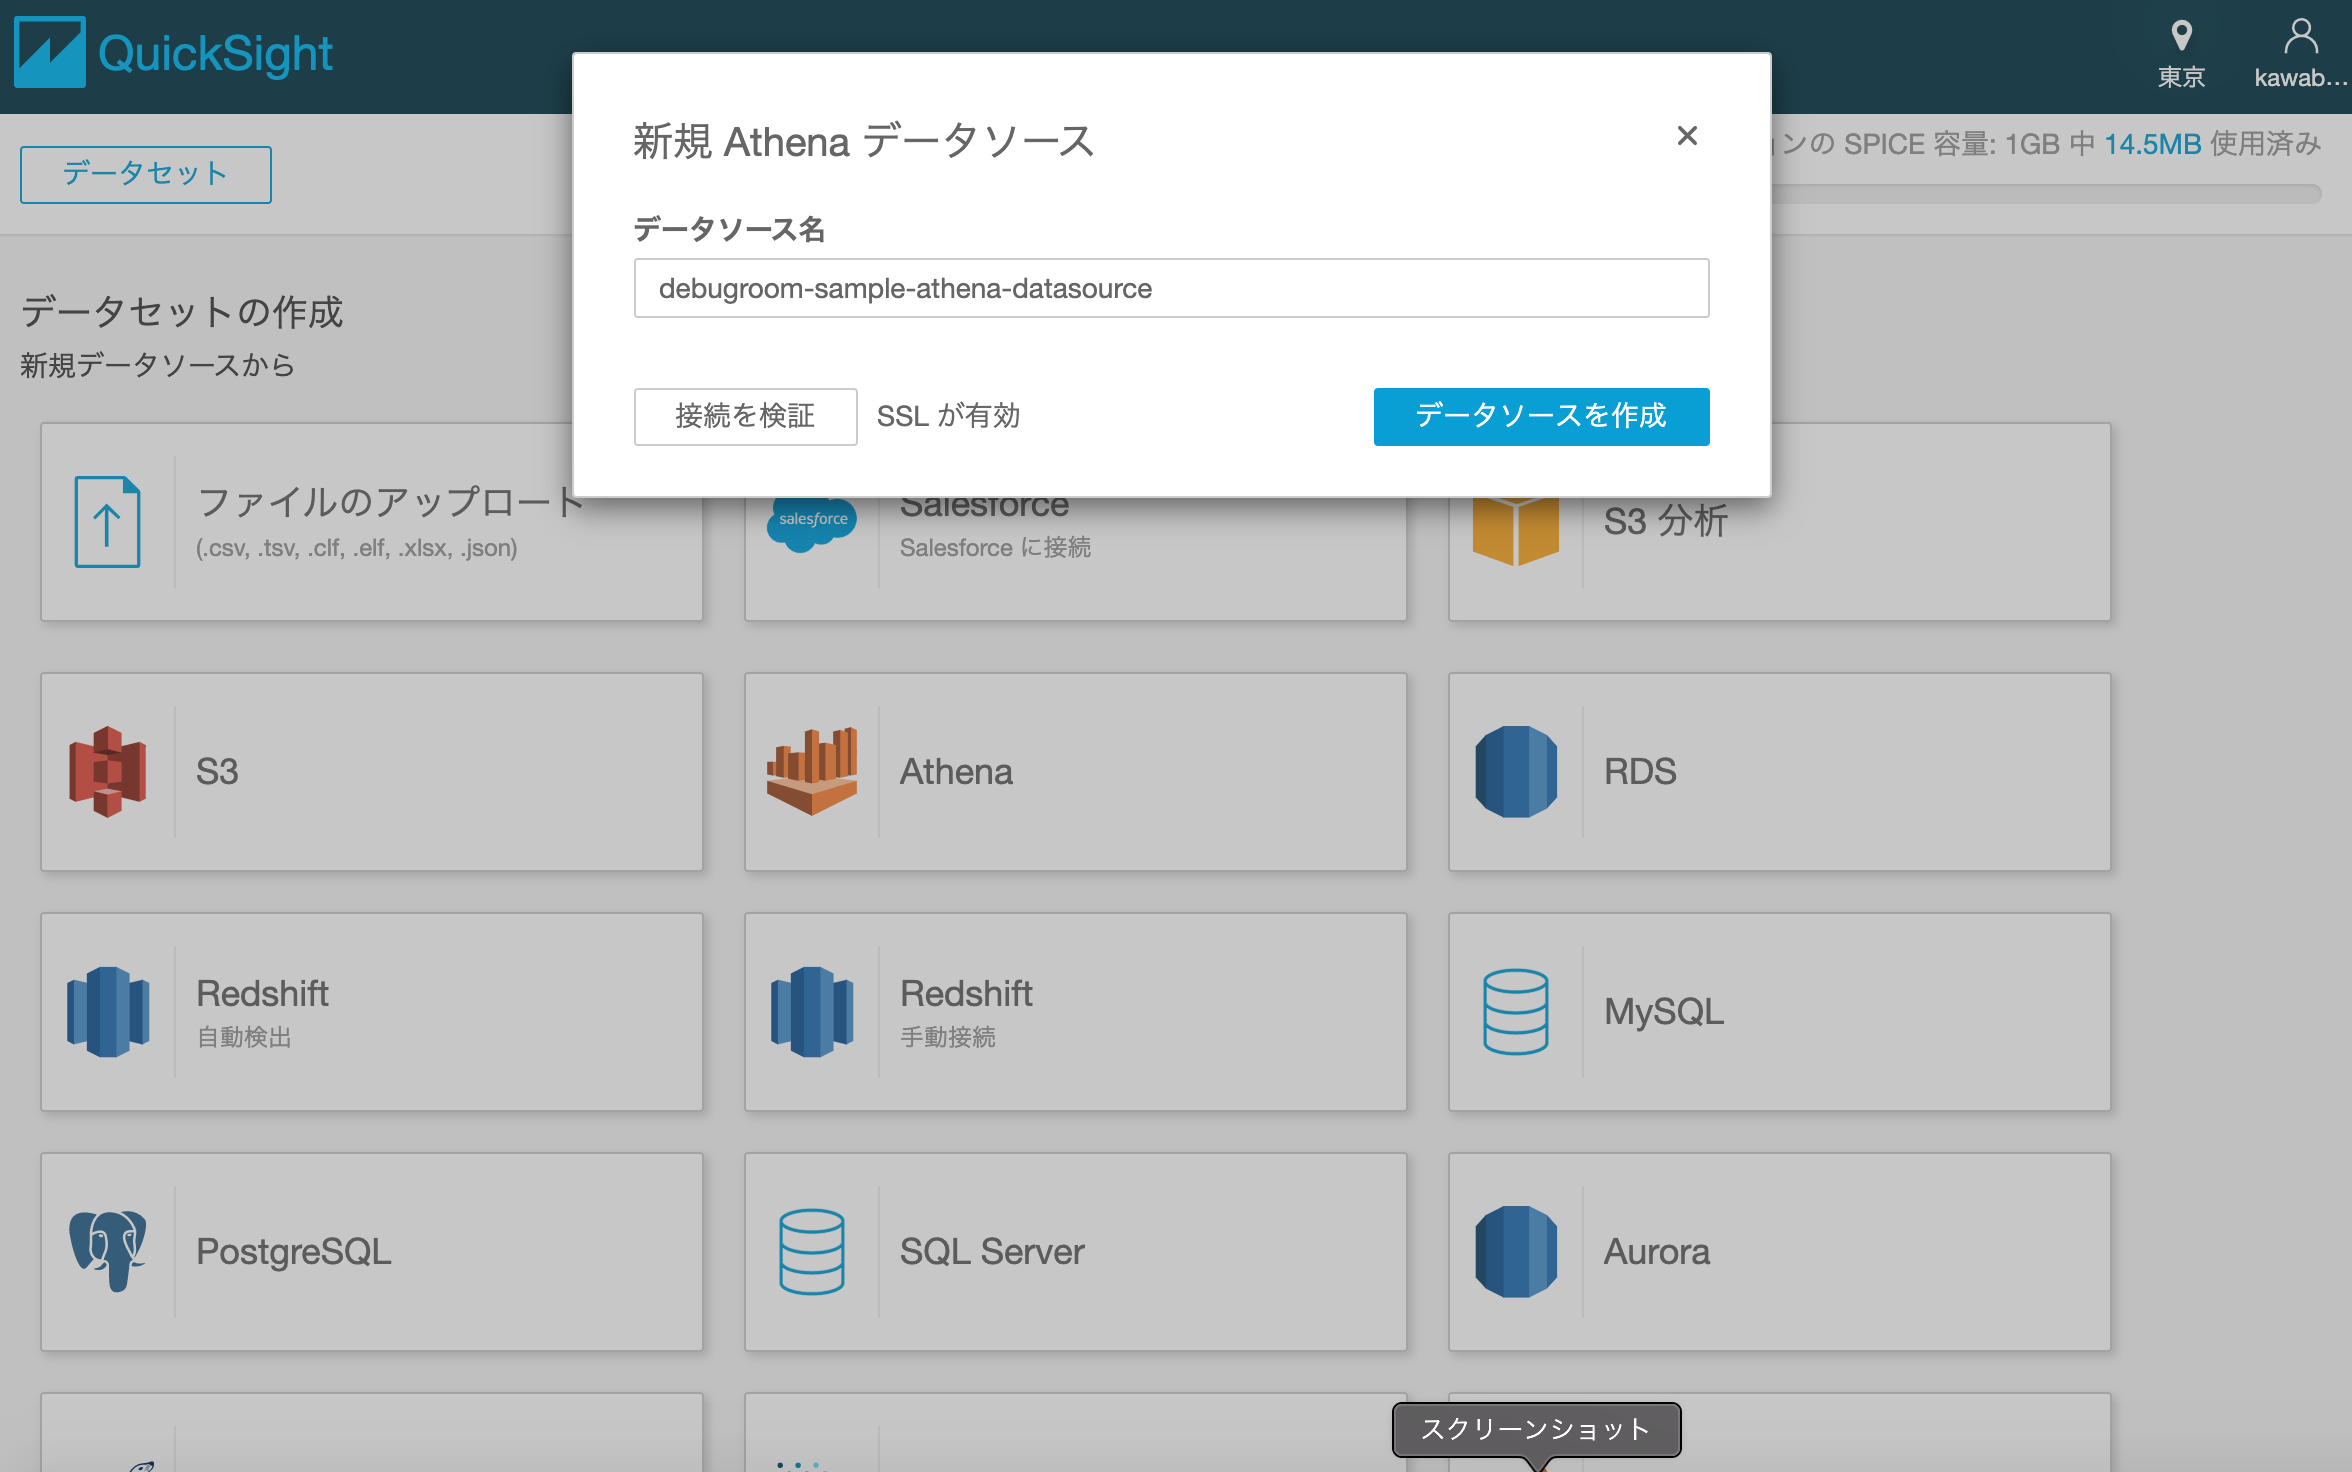 QuickSight
東京
kawab...
新規 Athena データソース
データセット
ョンの SPICE 容量: 1GB 中 14.5MB 使用済み
データソース名
debugroom-sample-athena-datasource
データセットの作成
新規データソースから
接続を検証
SSL が有効
データソースを作成
ファイルのアップロード
(.csv, .tsv, .clf, .elf, .xlsx, .json)
salesforce
Salesforce
Salesforce に接続
S3 分析
S3
Athena
RDS
Redshift
自動検出
Redshift
手動接続
MySQL
PostgreSQL
SQL Server
Aurora
スクリーンショット